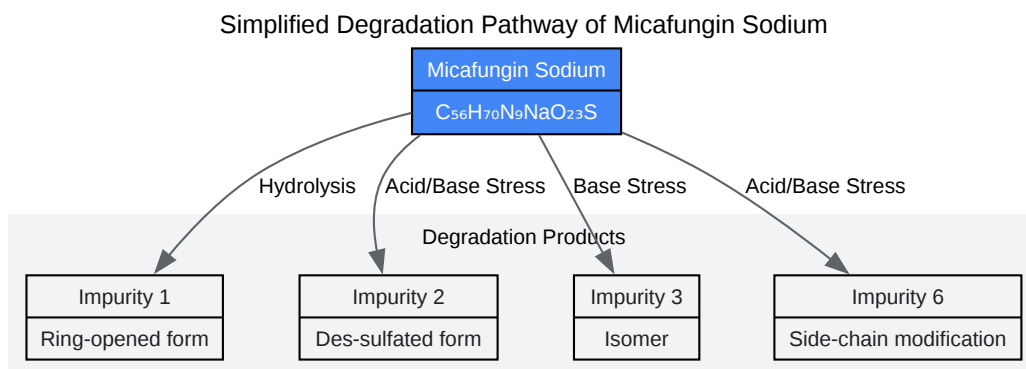 Simplified Degradation Pathway of Micafungin Sodium
Micafungin Sodium
C₅₆H₇₀N₉NaO₂₃S
Hydrolysis
Acid/Base Stress
Base Stress
Acid/Base Stress
Degradation Products
Impurity 1
Ring-opened form
Impurity 2
Des-sulfated form
Impurity 3
Isomer
Impurity 6
Side-chain modification